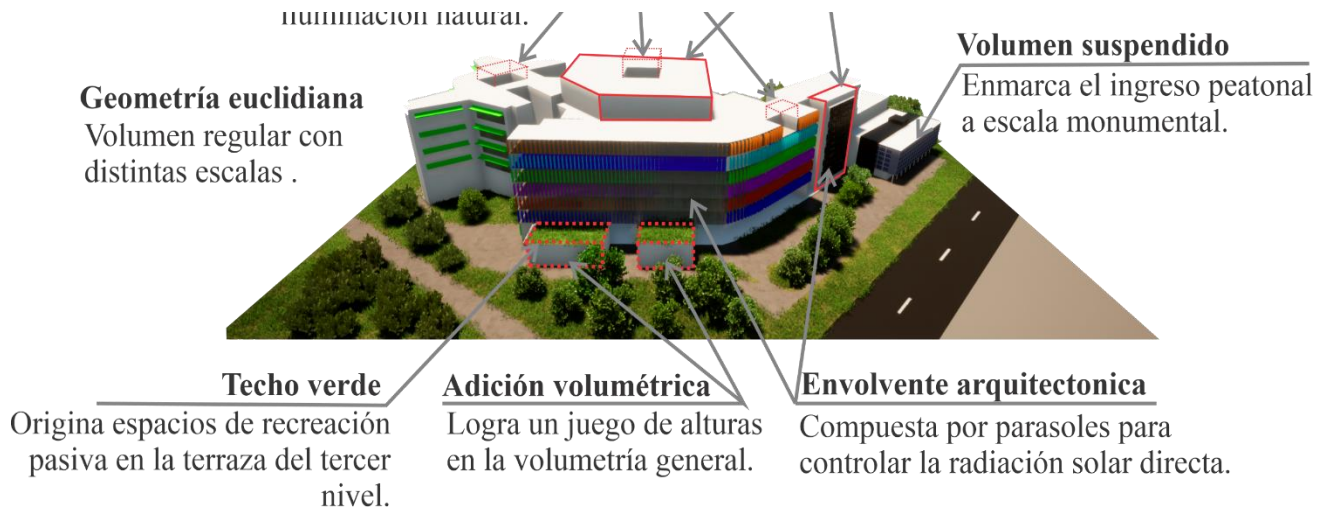 iluminación natural.
Volumen suspendido
Enmarca el ingreso peatonal
a escala monumental.
Geometría euclidiana
Volumen regular con
distintas escalas .
Techo verde
Origina espacios de recreación
pasiva en la terraza del tercer
nivel.
Adición volumétrica
Logra un juego de alturas
en la volumetría general.
Envolvente arquitectonica
Compuesta por parasoles para
controlar la radiación solar directa.